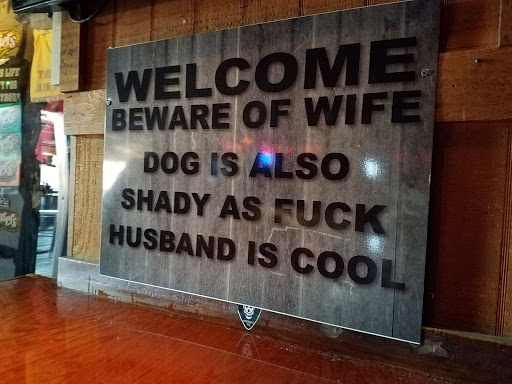 WELCOME
BEWARE OF WIFE
DOG IS ALSO
SHADY AS FUCK
HUSBAND IS COOL